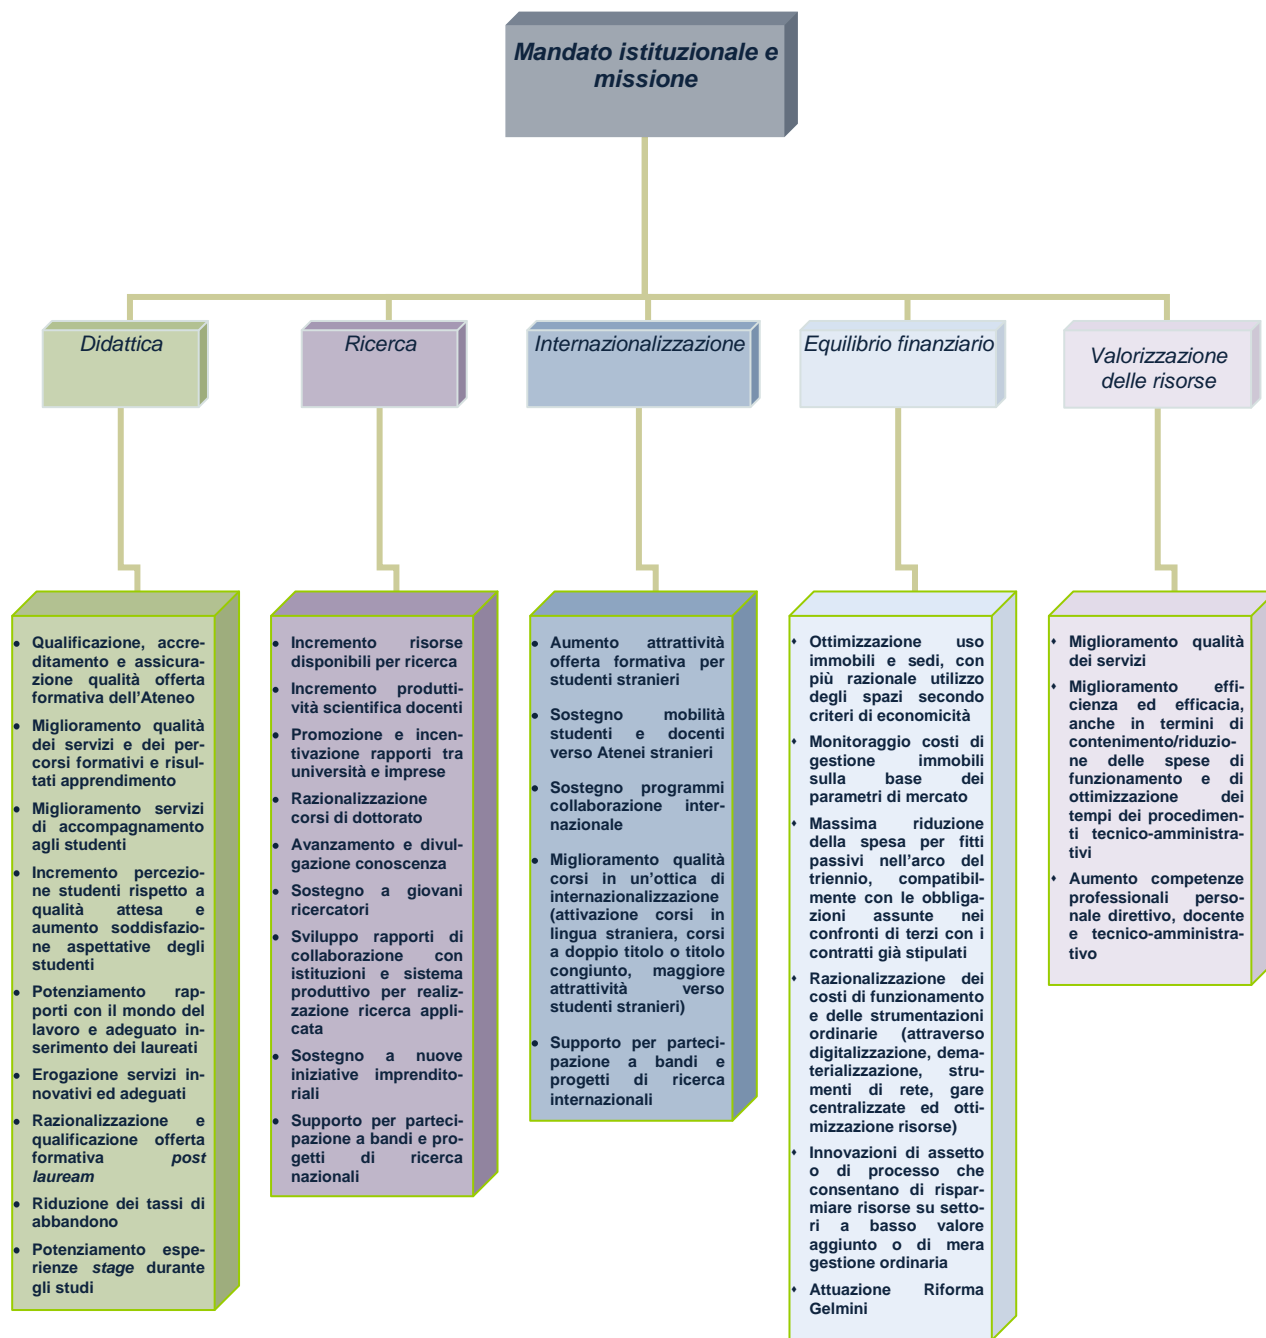 Mandato istituzionale e
missione
Didattica
Ricerca
Internazionalizzazione
Equilibrio finanziario
Valorizzazione
delle risorse
• Qualificazione, accre-
ditamento e assicura-
zione qualità offerta
formativa dell'Ateneo
• Miglioramento qualità
dei servizi e dei per-
corsi formativi e risul-
tati apprendimento
• Miglioramento servizi
di accompagnamento
agli studenti
• Incremento percezione
studenti rispetto a
qualità attesa e
aumento soddisfazione
aspettative degli
studenti
• Potenziamento rap-
porti con il mondo del
lavoro e adeguato in-
serimento dei laureati
• Erogazione servizi in-
novativi ed adeguati
• Razionalizzazione e
qualificazione offerta
formativa post
lauream
• Riduzione dei tassi di
abbandono
• Potenziamento espe-
rienze stage durante
gli studi
• Incremento risorse
disponibili per ricerca
• Incremento produtti-
vità scientifica docenti
• Promozione e incen-
tivazione rapporti tra
università e imprese
• Razionalizzazione
corsi di dottorato
• Avanzamento e divul-
gazione conoscenza
• Sostegno a giovani
ricercatori
• Sviluppo rapporti di
collaborazione con
istituzioni e sistema
produttivo per realiz-
zazione ricerca appli-
cata
• Sostegno a nuove
iniziative imprendito-
riali
• Supporto per parteci-
pazione a bandi e pro-
getti di ricerca
nazionali
• Aumento attrattività
offerta formativa per
studenti stranieri
• Sostegno mobilità
studenti e docenti
verso Atenei stranieri
• Sostegno programmi
collaborazione inter-
nazionale
• Miglioramento qualità
corsi in un'ottica di
internazionalizzazione
(attivazione corsi in
lingua straniera, corsi
a doppio titolo o titolo
congiunto, maggiore
attrattività verso
studenti stranieri)
• Supporto per parteci-
pazione a bandi e
progetti di ricerca
internazionali
♦ Ottimizzazione uso
immobili e sedi, con
più razionale utilizzo
degli spazi secondo
criteri di economicità
♦ Monitoraggio costi di
gestione immobili
sulla base dei
parametri di mercato
♦ Massima riduzione
della spesa per fitti
passivi nell'arco del
triennio, compatibil-
mente con le obbliga-
zioni assunte nei
confronti di terzi con i
contratti già stipulati
♦ Razionalizzazione dei
costi di funzionamento
e delle strumentazioni
ordinarie (attraverso
digitalizzazione, dema-
terializzazione, stru-
menti di rete, gare
centralizzate ed otti-
mizzazione risorse)
♦ Innovazioni di assetto
o di processo che
consentano di rispar-
miare risorse su setto-
ri a basso valore
aggiunto o di mera
gestione ordinaria
♦ Attuazione Riforma
Gelmini
♦ Miglioramento qualità
dei servizi
♦ Miglioramento effi-
cienza ed efficacia,
anche in termini di
contenimento/riduzio-
ne delle spese di
funzionamento e di
ottimizzazione dei
tempi dei procedimen-
ti tecnico-amministra-
tivi
♦ Aumento competenze
professionali perso-
nale direttivo, docente
e tecnico-amministra-
tivo